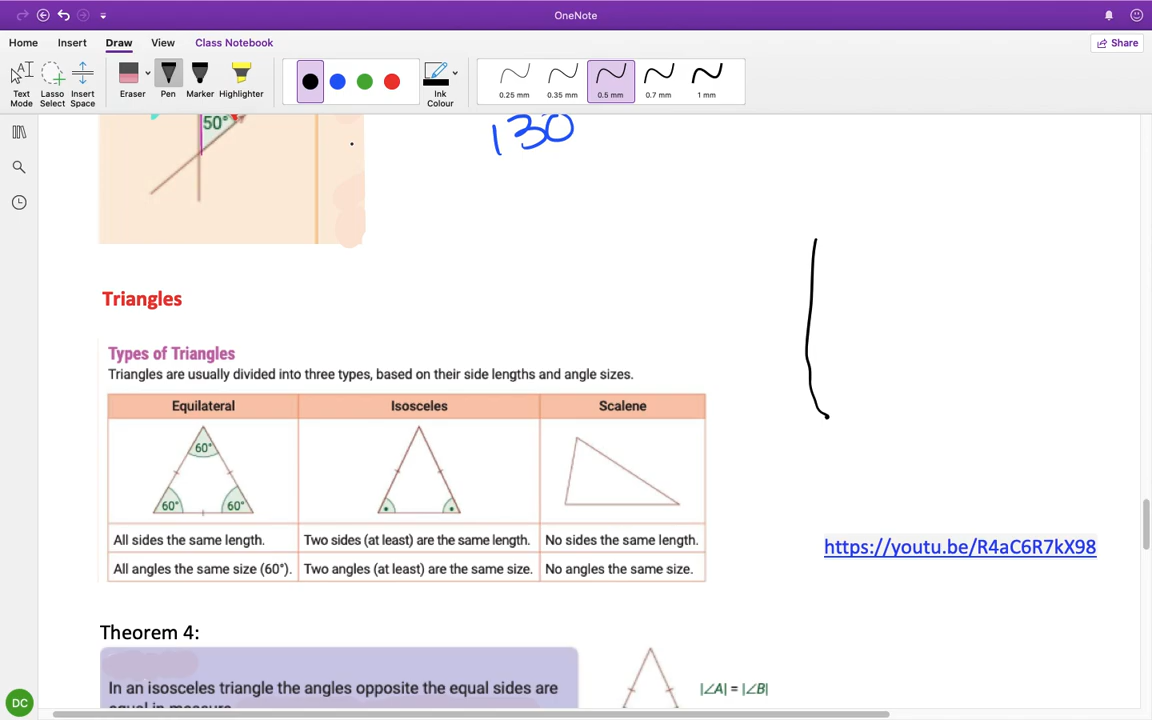 OneNote
Home Insert Draw View Class Notebook Share
Text Mode
Lasso Select
Insert Space
Eraser Pen Marker Highlighter
Ink Colour
0.25 mm 0.35 mm 0.5 mm 0.7 mm 1 mm
50°
130
Triangles
Types of Triangles
Triangles are usually divided into three types, based on their side lengths and angle sizes.
Equilateral Isosceles Scalene
60°
60° 60°
All sides the same length. Two sides (at least) are the same length. No sides the same length.
All angles the same size (60°). Two angles (at least) are the same size. No angles the same size.
https://youtu.be/R4aC6R7kX98
Theorem 4:
In an isosceles triangle the angles opposite the equal sides are
equal in measure
|∠A| = |∠B|
DC